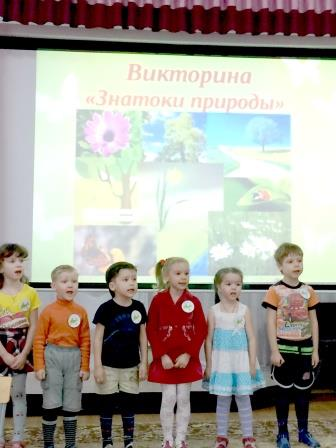 Викторина
«Знатоки природы»